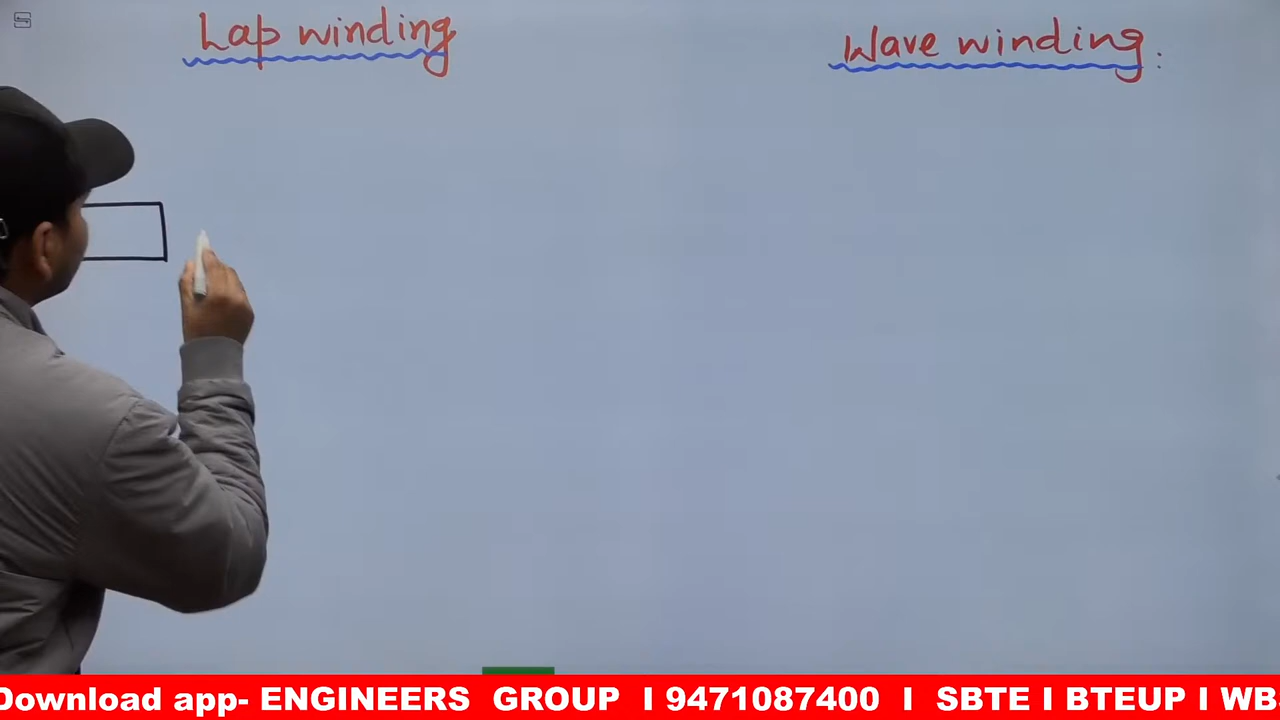 Lap winding
Wave winding.
Download app- ENGINEERS GROUP I 9471087400 I SBTE I BTEUP I WB